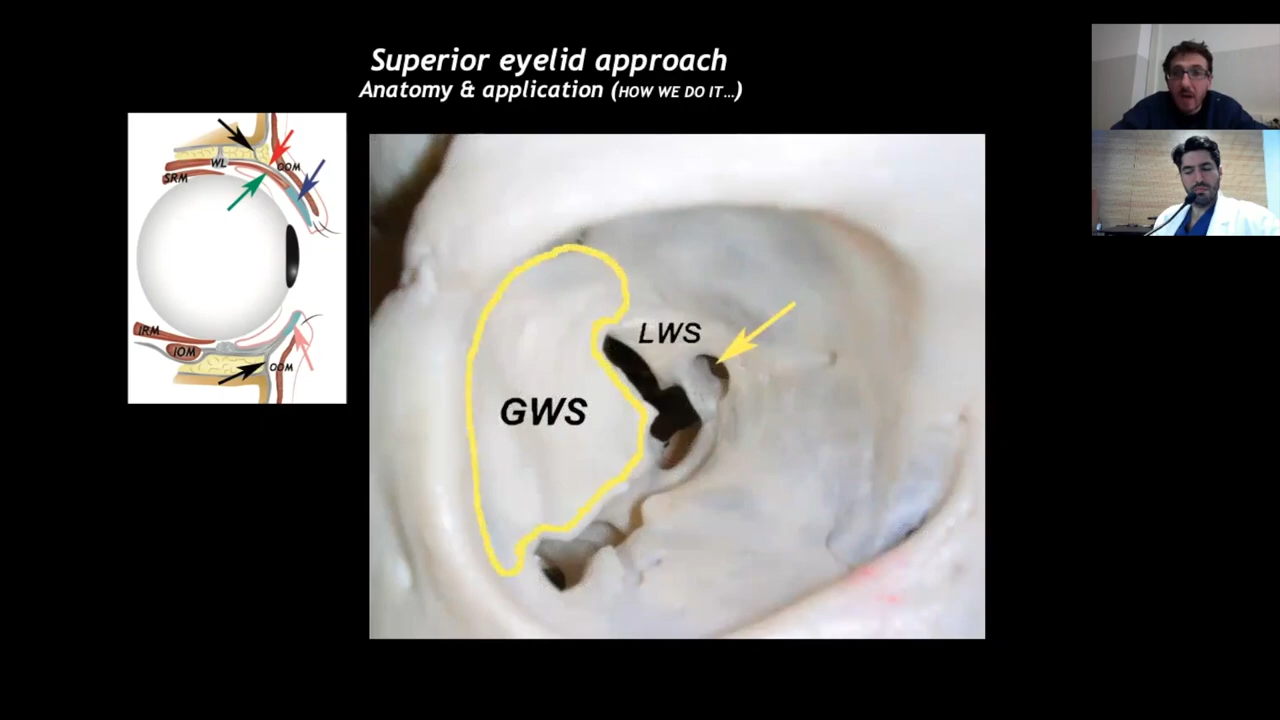 Superior eyelid approach
Anatomy & application (HOW WE DO IT...)
WL
OOM
SRM
IRM
IOM
OOM
LWS
GWS